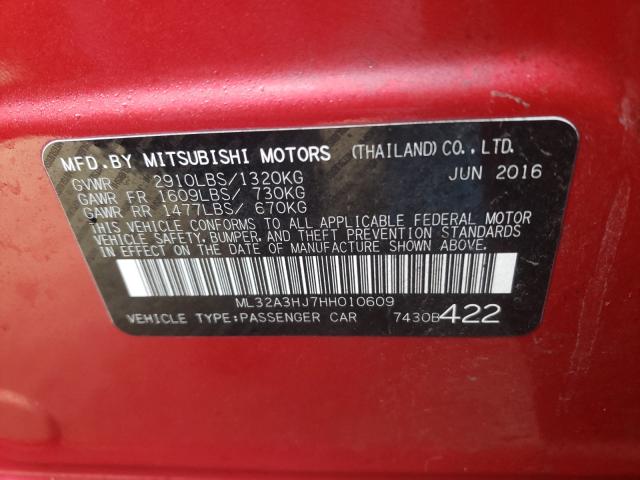 MFD. BY MITSUBISHI MOTORS (THAILAND) CO., LTD.
GVWR 2910LBS/1320KG JUN 2016
GAWR FR 1609LBS/ 730KG
GAWR RR 1477LBS/ 670KG
THIS VEHICLE CONFORMS TO ALL APPLICABLE FEDERAL MOTOR
VEHICLE SAFETY, BUMPER, AND THEFT PREVENTION STANDARDS
IN EFFECT ON THE DATE OF MANUFACTURE SHOWN ABOVE.
ML32A3HJ7HH010609
VEHICLE TYPE:PASSENGER CAR 7430B422